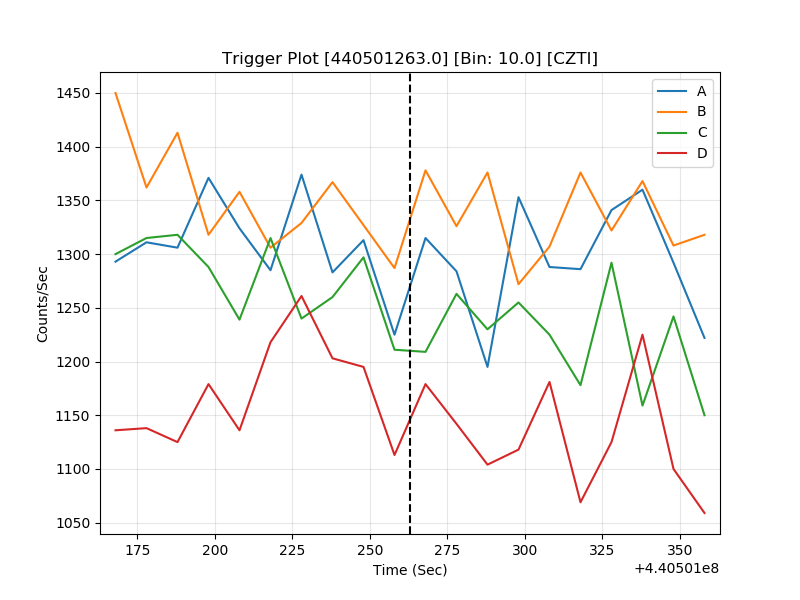 Trigger Plot [440501263.0] [Bin: 10.0] [CZTI]
A
B
C
D
1450
1400
1350
1300
1250
1200
1150
1100
1050
Counts/Sec
175
200
225
250
275
300
325
350
Time (Sec)
+4.40501e8